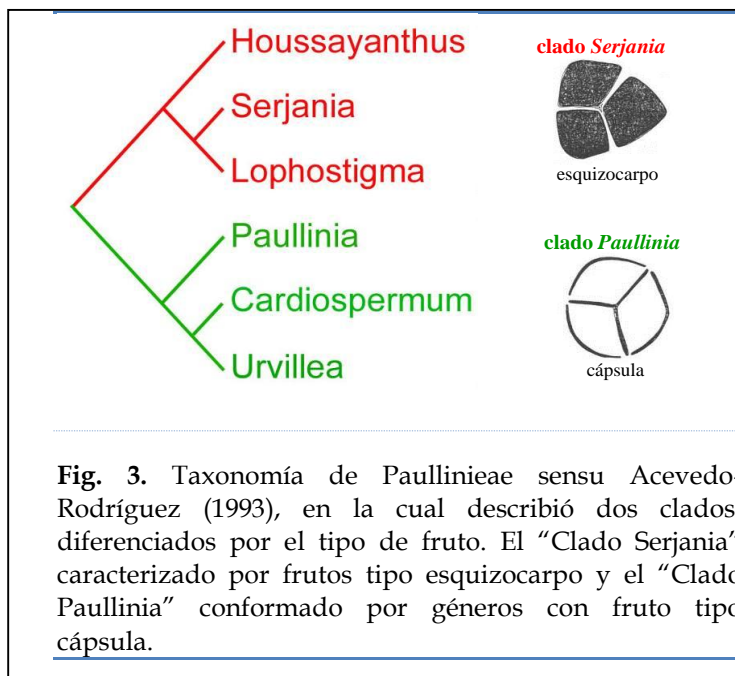 Houssayanthus
Serjania
Lophostigma
Paullinia
Cardiospermum
Urvillea
clado Serjania
esquizocarpo
clado Paullinia
cápsula
Fig. 3. Taxonomía de Paullinieae sensu Acevedo-
Rodríguez (1993), en la cual describió dos clados
diferenciados por el tipo de fruto. El “Clado Serjania”
caracterizado por frutos tipo esquizocarpo y el “Clado
Paullinia” conformado por géneros con fruto tipo
cápsula.